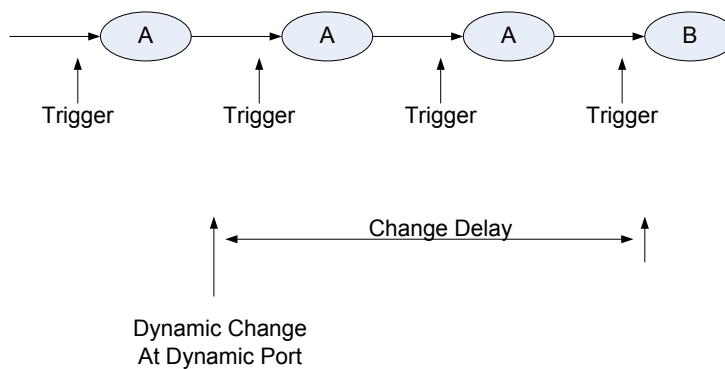 A A A B
Trigger Trigger Trigger Trigger
Change Delay
Dynamic Change
At Dynamic Port